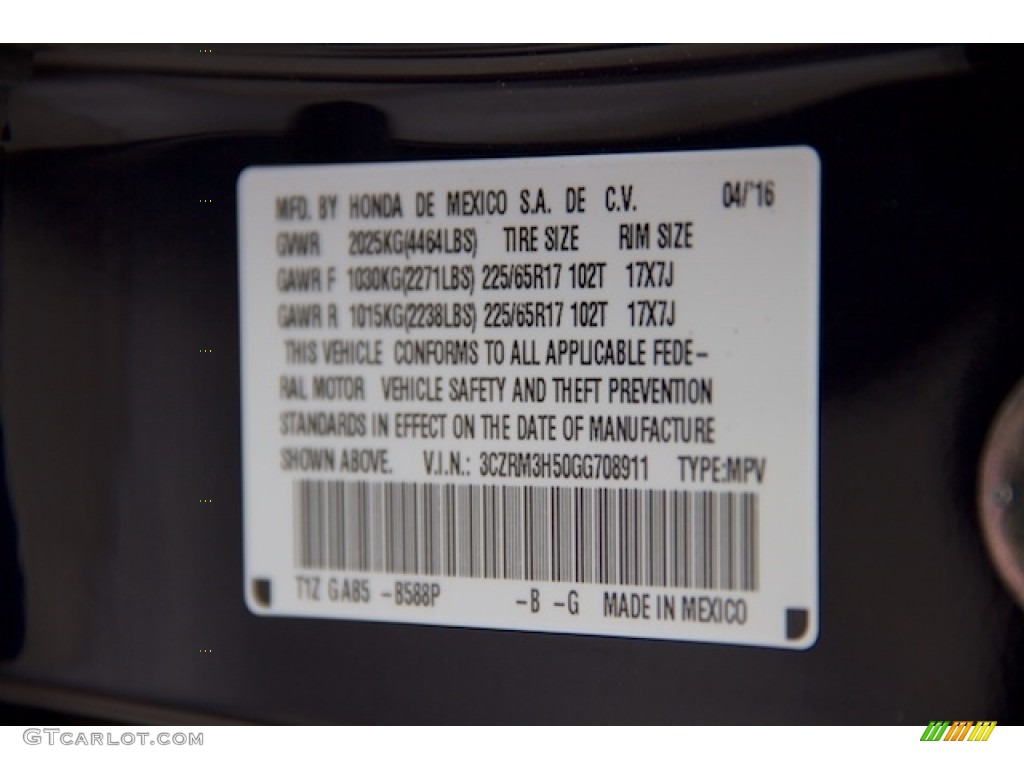 MFD. BY HONDA DE MEXICO S.A. DE C.V. 04/'16
GVWR 2025KG(4464LBS) TIRE SIZE RIM SIZE
GAWR F 1030KG(2271LBS) 225/65R17 102T 17X7J
GAWR R 1015KG(2238LBS) 225/65R17 102T 17X7J
THIS VEHICLE CONFORMS TO ALL APPLICABLE FEDE-
RAL MOTOR VEHICLE SAFETY AND THEFT PREVENTION
STANDARDS IN EFFECT ON THE DATE OF MANUFACTURE
SHOWN ABOVE. V.I.N.: 3CZRM3H50GG708911 TYPE:MPV
T1Z GA85 -B588P -B -G MADE IN MEXICO
GTCARLOT.COM